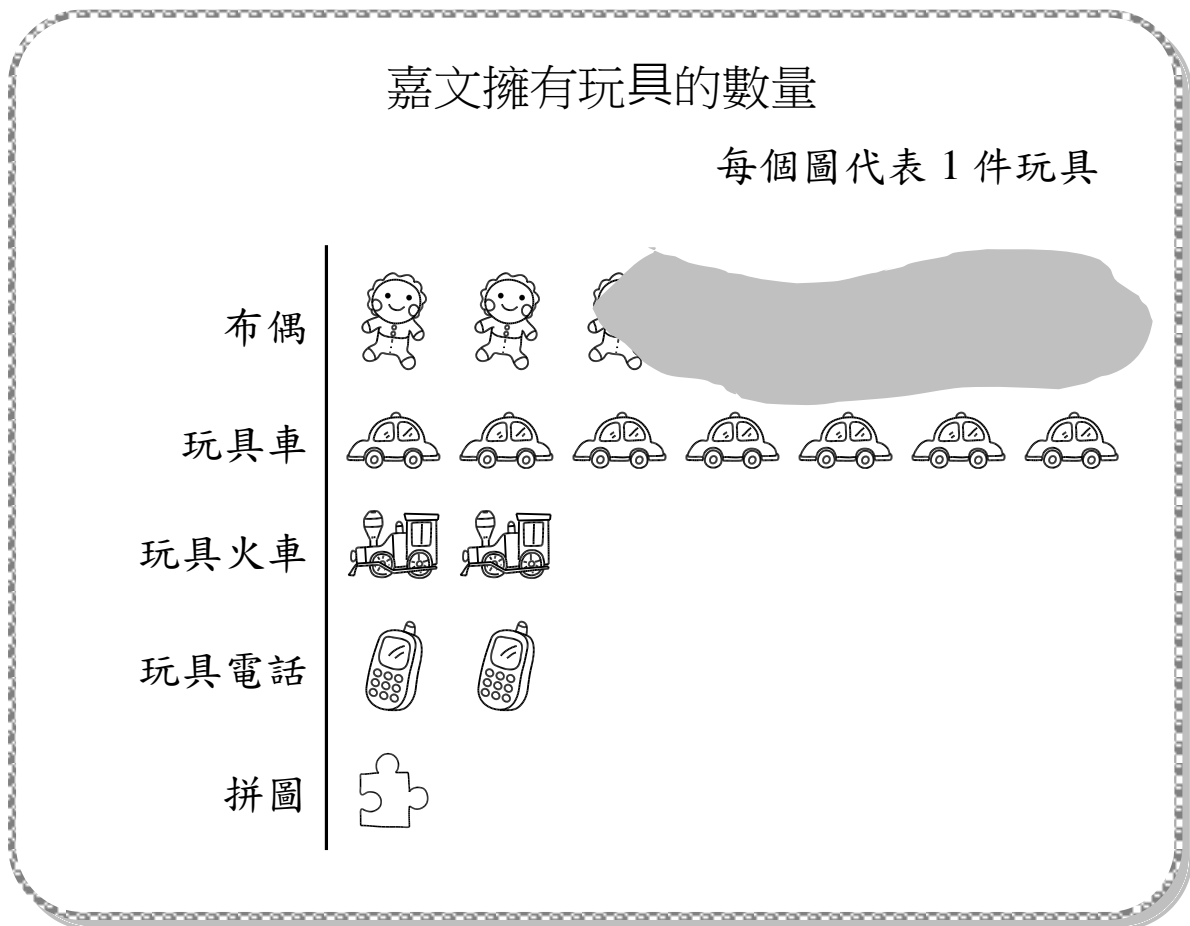 嘉文擁有玩具的數量
每個圖代表 1 件玩具
布偶
玩具車
玩具火車
玩具電話
拼圖